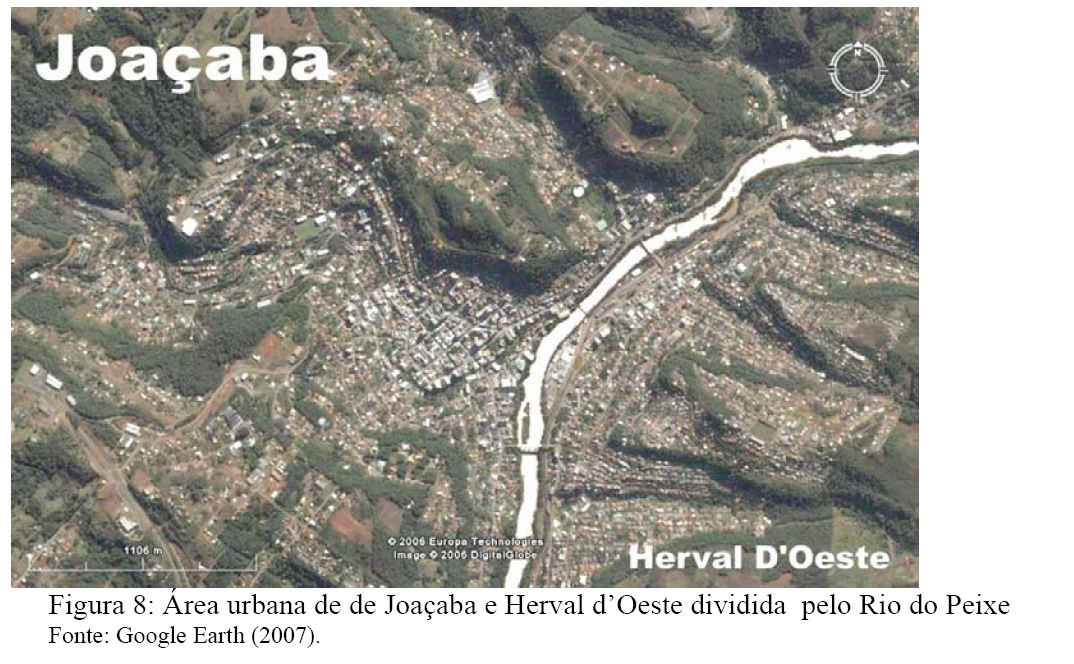 Joaçaba
N
1106 m
© 2006 Europa Technologies
Image © 2006 DigitalGlobe
Herval D'Oeste
Figura 8: Área urbana de de Joaçaba e Herval d’Oeste dividida pelo Rio do Peixe
Fonte: Google Earth (2007).